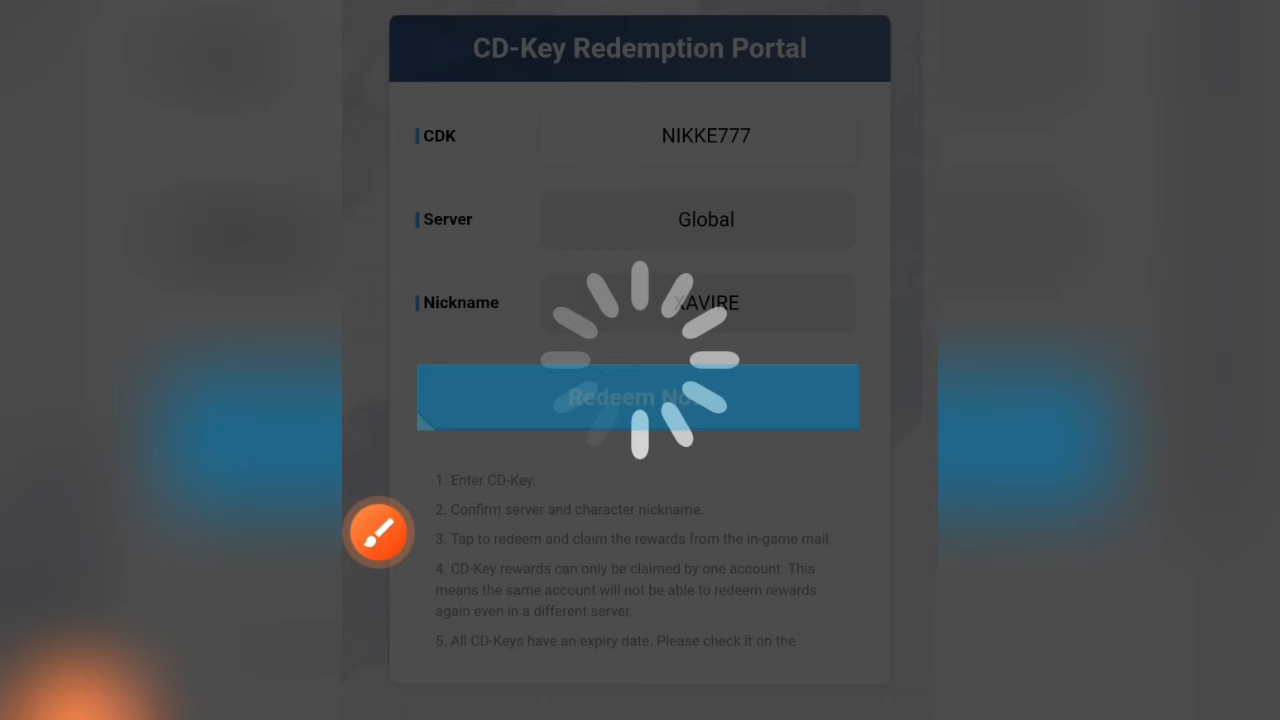 CD-Key Redemption Portal
CDK
NIKKE777
Server
Global
Nickname
XAVIRE
Redeem Now
1. Enter CD-Key.
2. Confirm server and character nickname.
3. Tap to redeem and claim the rewards from the in-game mail.
4. CD-Key rewards can only be claimed by one account. This
means the same account will not be able to redeem rewards
again even in a different server.
5. All CD-Keys have an expiry date. Please check it on the